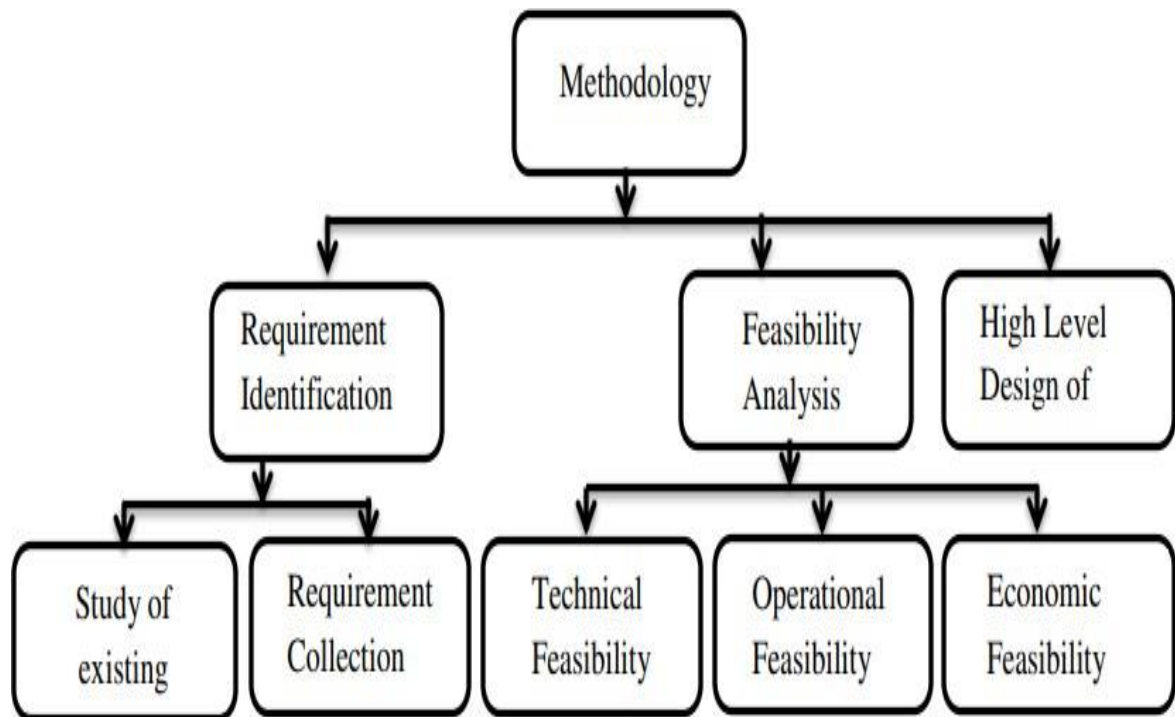 Methodology
Requirement
Identification
Feasibility
Analysis
High Level
Design of
Study of
existing
Requirement
Collection
Technical
Feasibility
Operational
Feasibility
Economic
Feasibility